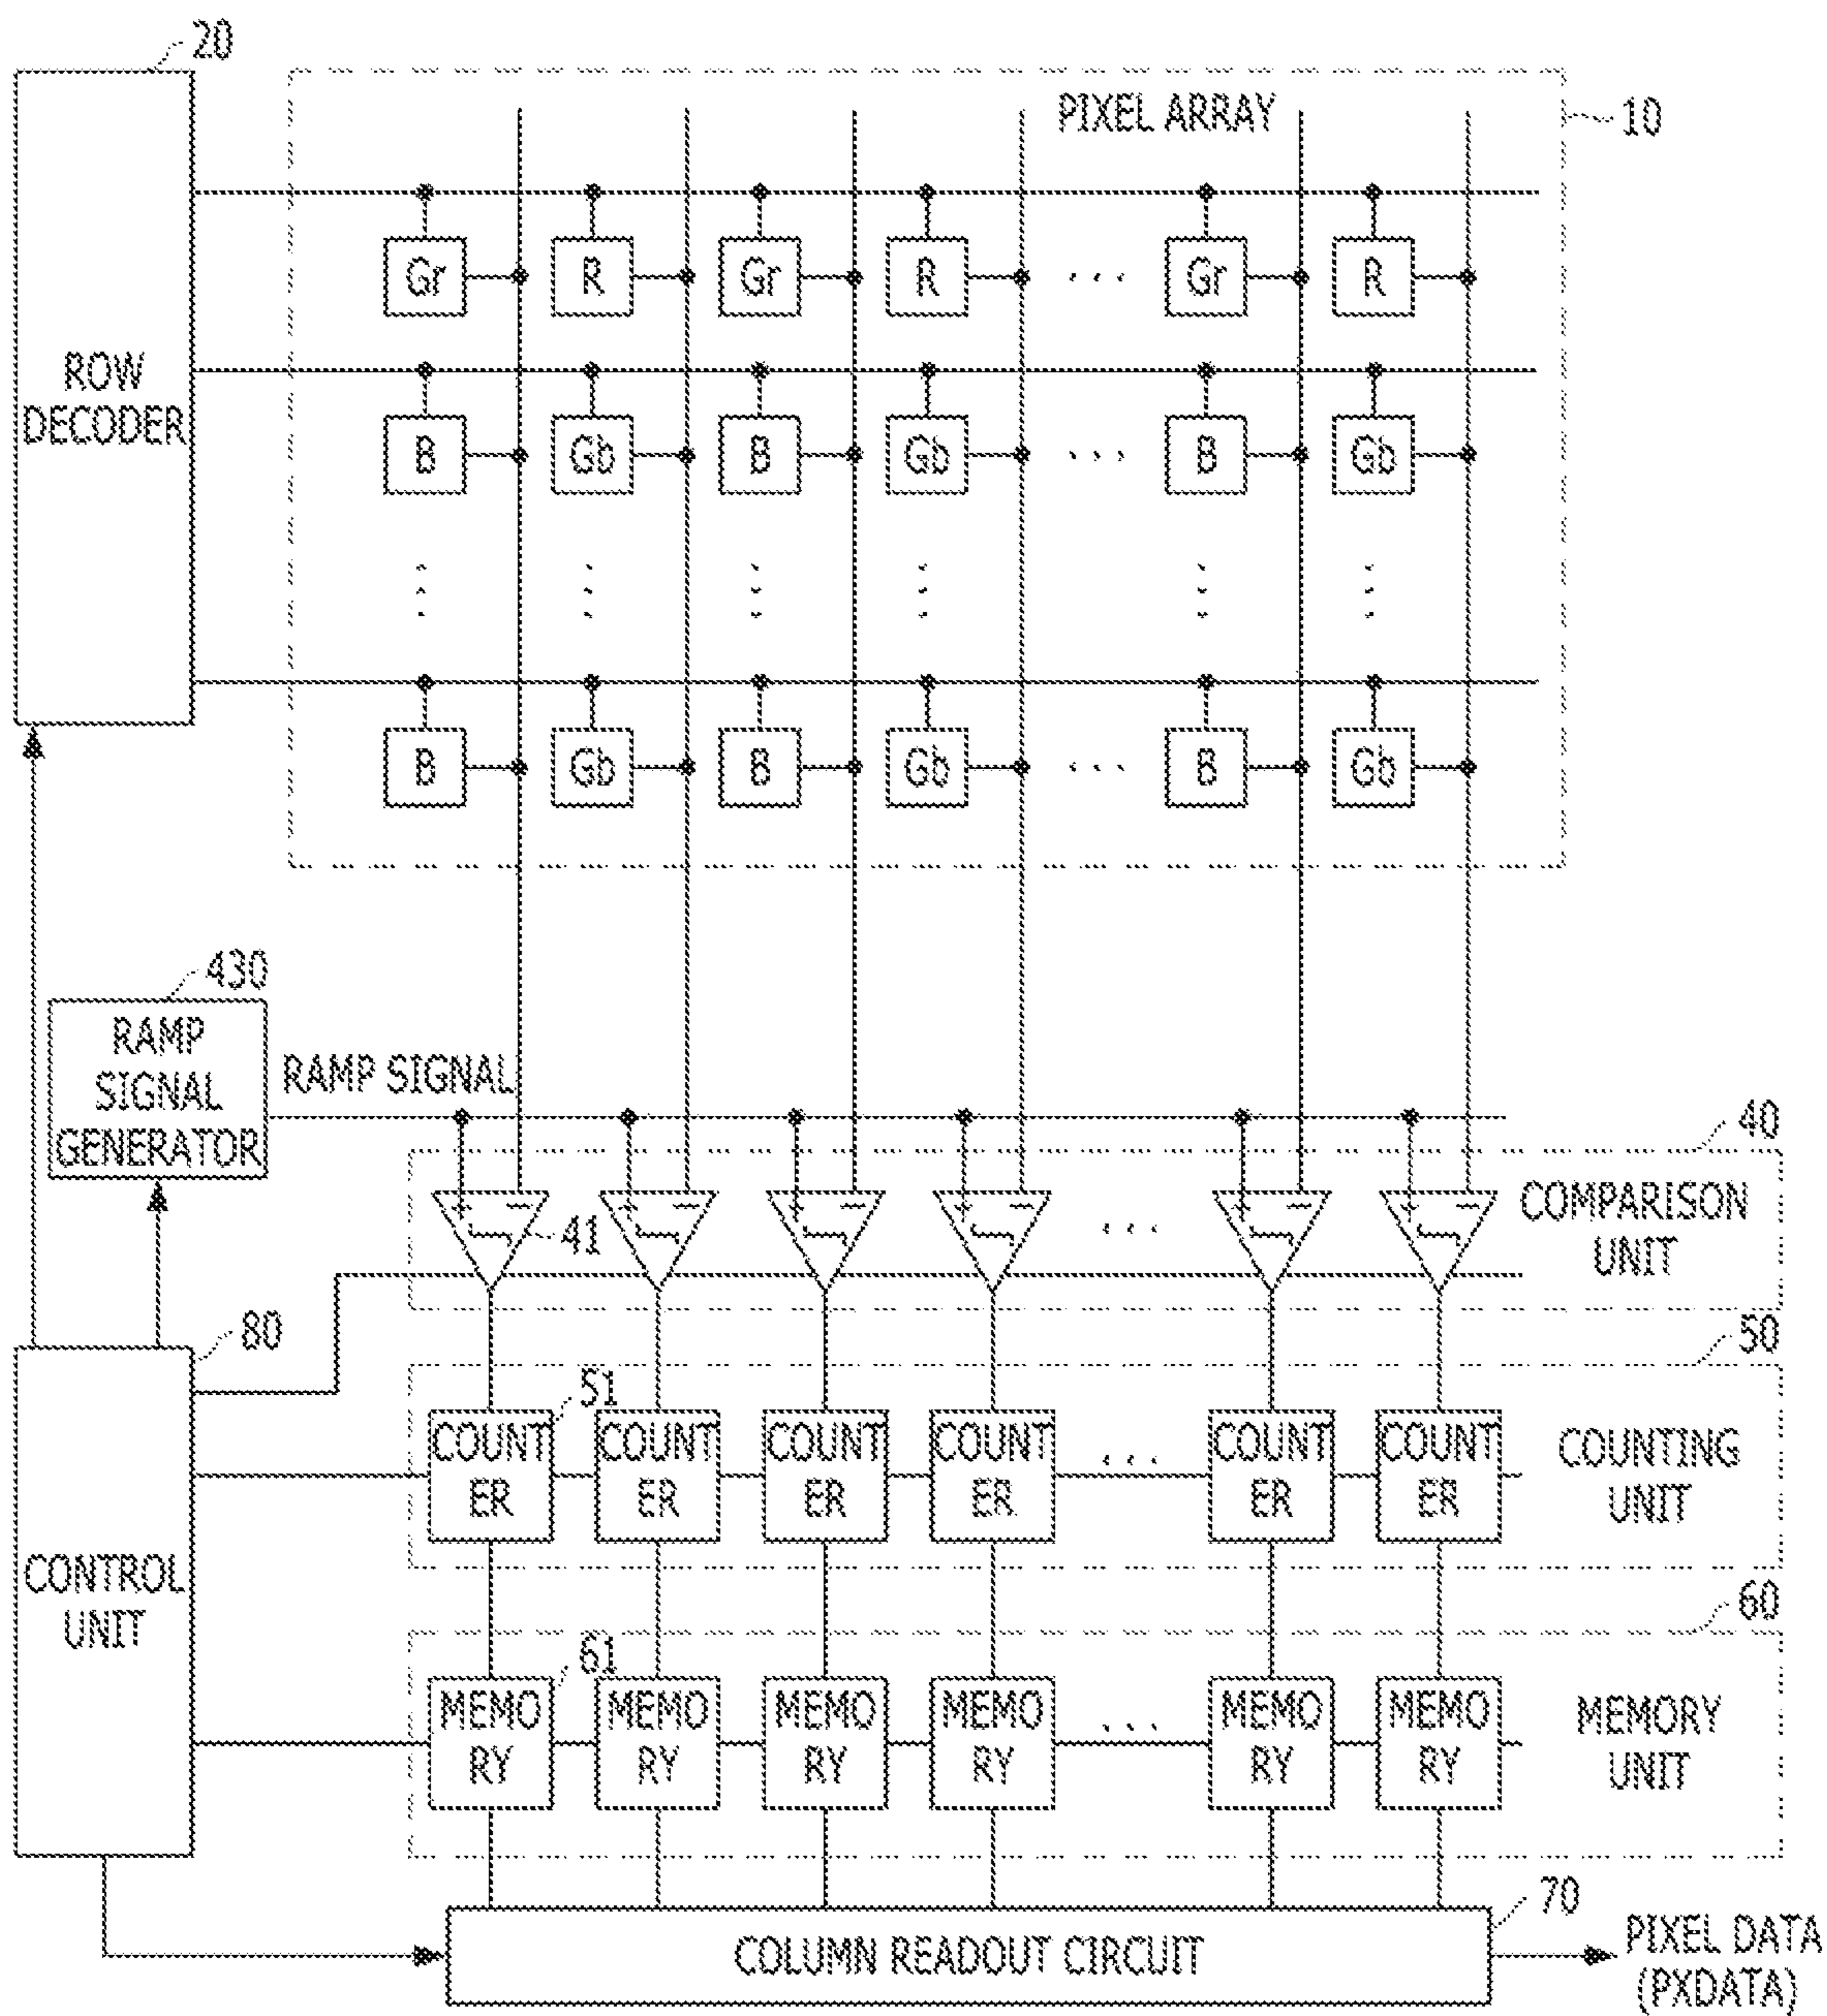 20
PIXEL ARRAY
10
Gr R Gr R ... Gr R
ROW
DECODER
B Gb B Gb ... B Gb
B Gb B Gb ... B Gb
430
RAMP
SIGNAL
GENERATOR
RAMP SIGNAL
40
+ − + − + − + − ... + − + −
41
COMPARISON
UNIT
80
50
51
COUNT
ER
COUNT
ER
COUNT
ER
COUNT
ER
...
COUNT
ER
COUNT
ER
COUNTING
UNIT
CONTROL
UNIT
60
61
MEMO
RY
MEMO
RY
MEMO
RY
MEMO
RY
...
MEMO
RY
MEMO
RY
MEMORY
UNIT
70
COLUMN READOUT CIRCUIT
PIXEL DATA
(PXDATA)